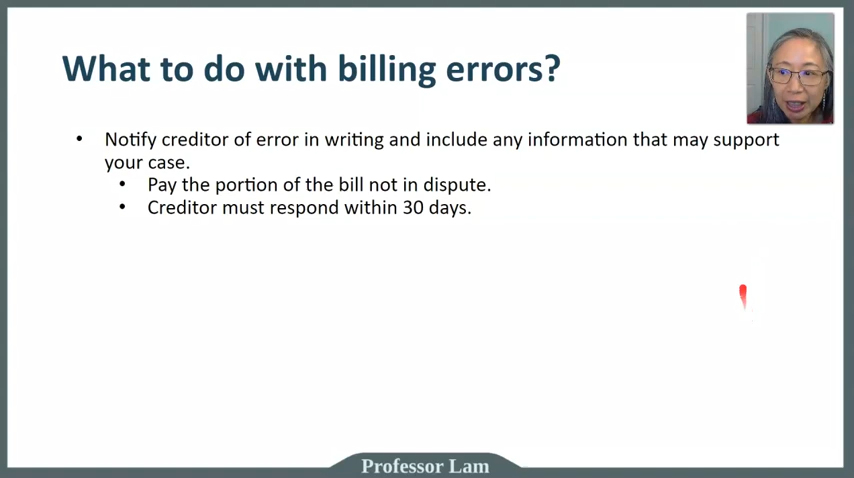 What to do with billing errors?
• Notify creditor of error in writing and include any information that may support
your case.
• Pay the portion of the bill not in dispute.
• Creditor must respond within 30 days.
Professor Lam